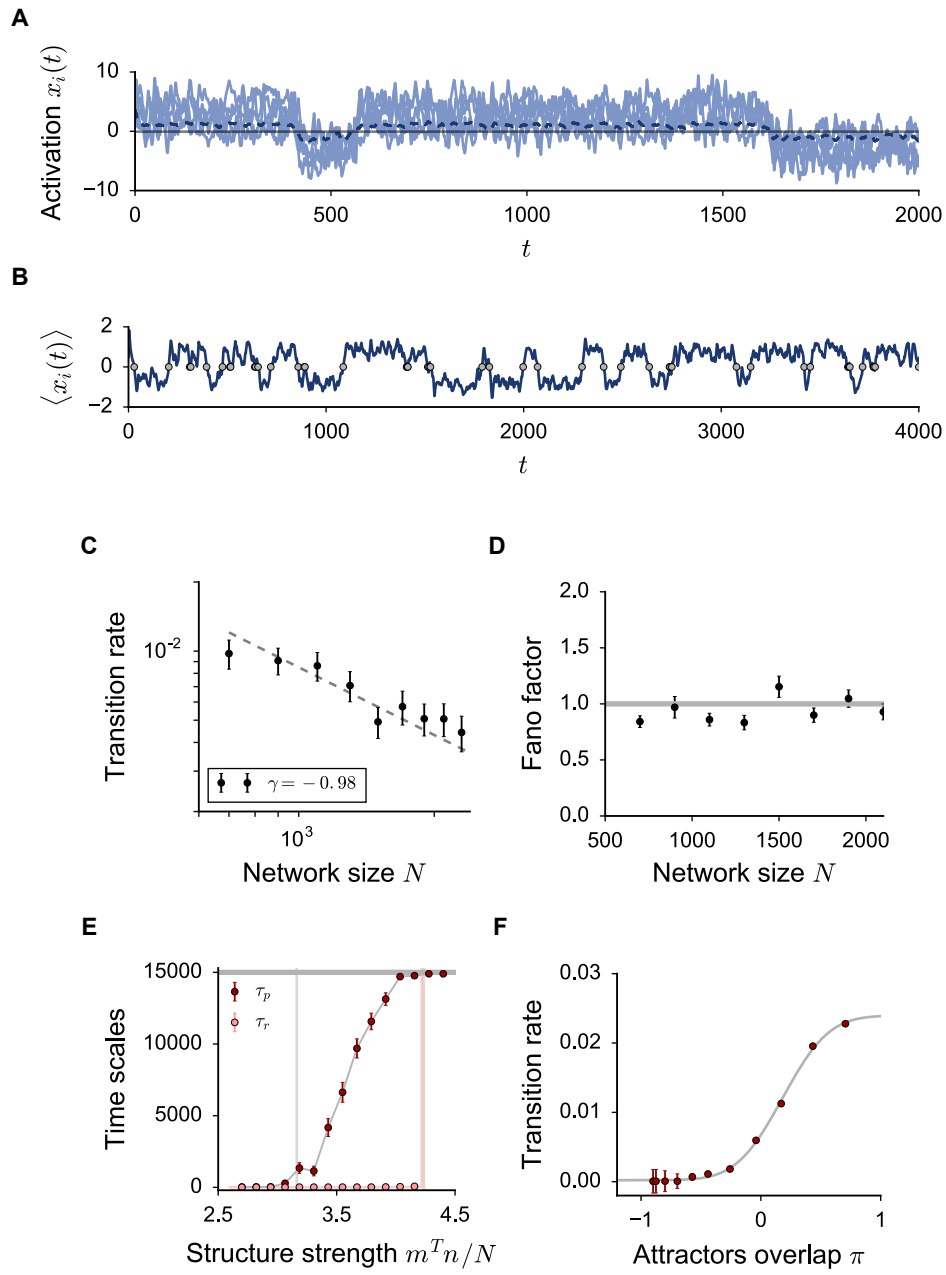 A
Activation x_i(t)
10
0
−10
0 500 1000 1500 2000
t
B
⟨x_i(t)⟩
2
0
−2
0 1000 2000 3000 4000
t
C
Transition rate
10^-2
γ = −0.98
10^3
Network size N
D
Fano factor
2.0
1.5
1.0
0.5
0.0
500 1000 1500 2000
Network size N
E
Time scales
15000
10000
5000
0
τ_p
τ_r
2.5 3.5 4.5
Structure strength m^T n/N
F
Transition rate
0.03
0.02
0.01
0.00
−1 0 1
Attractors overlap π